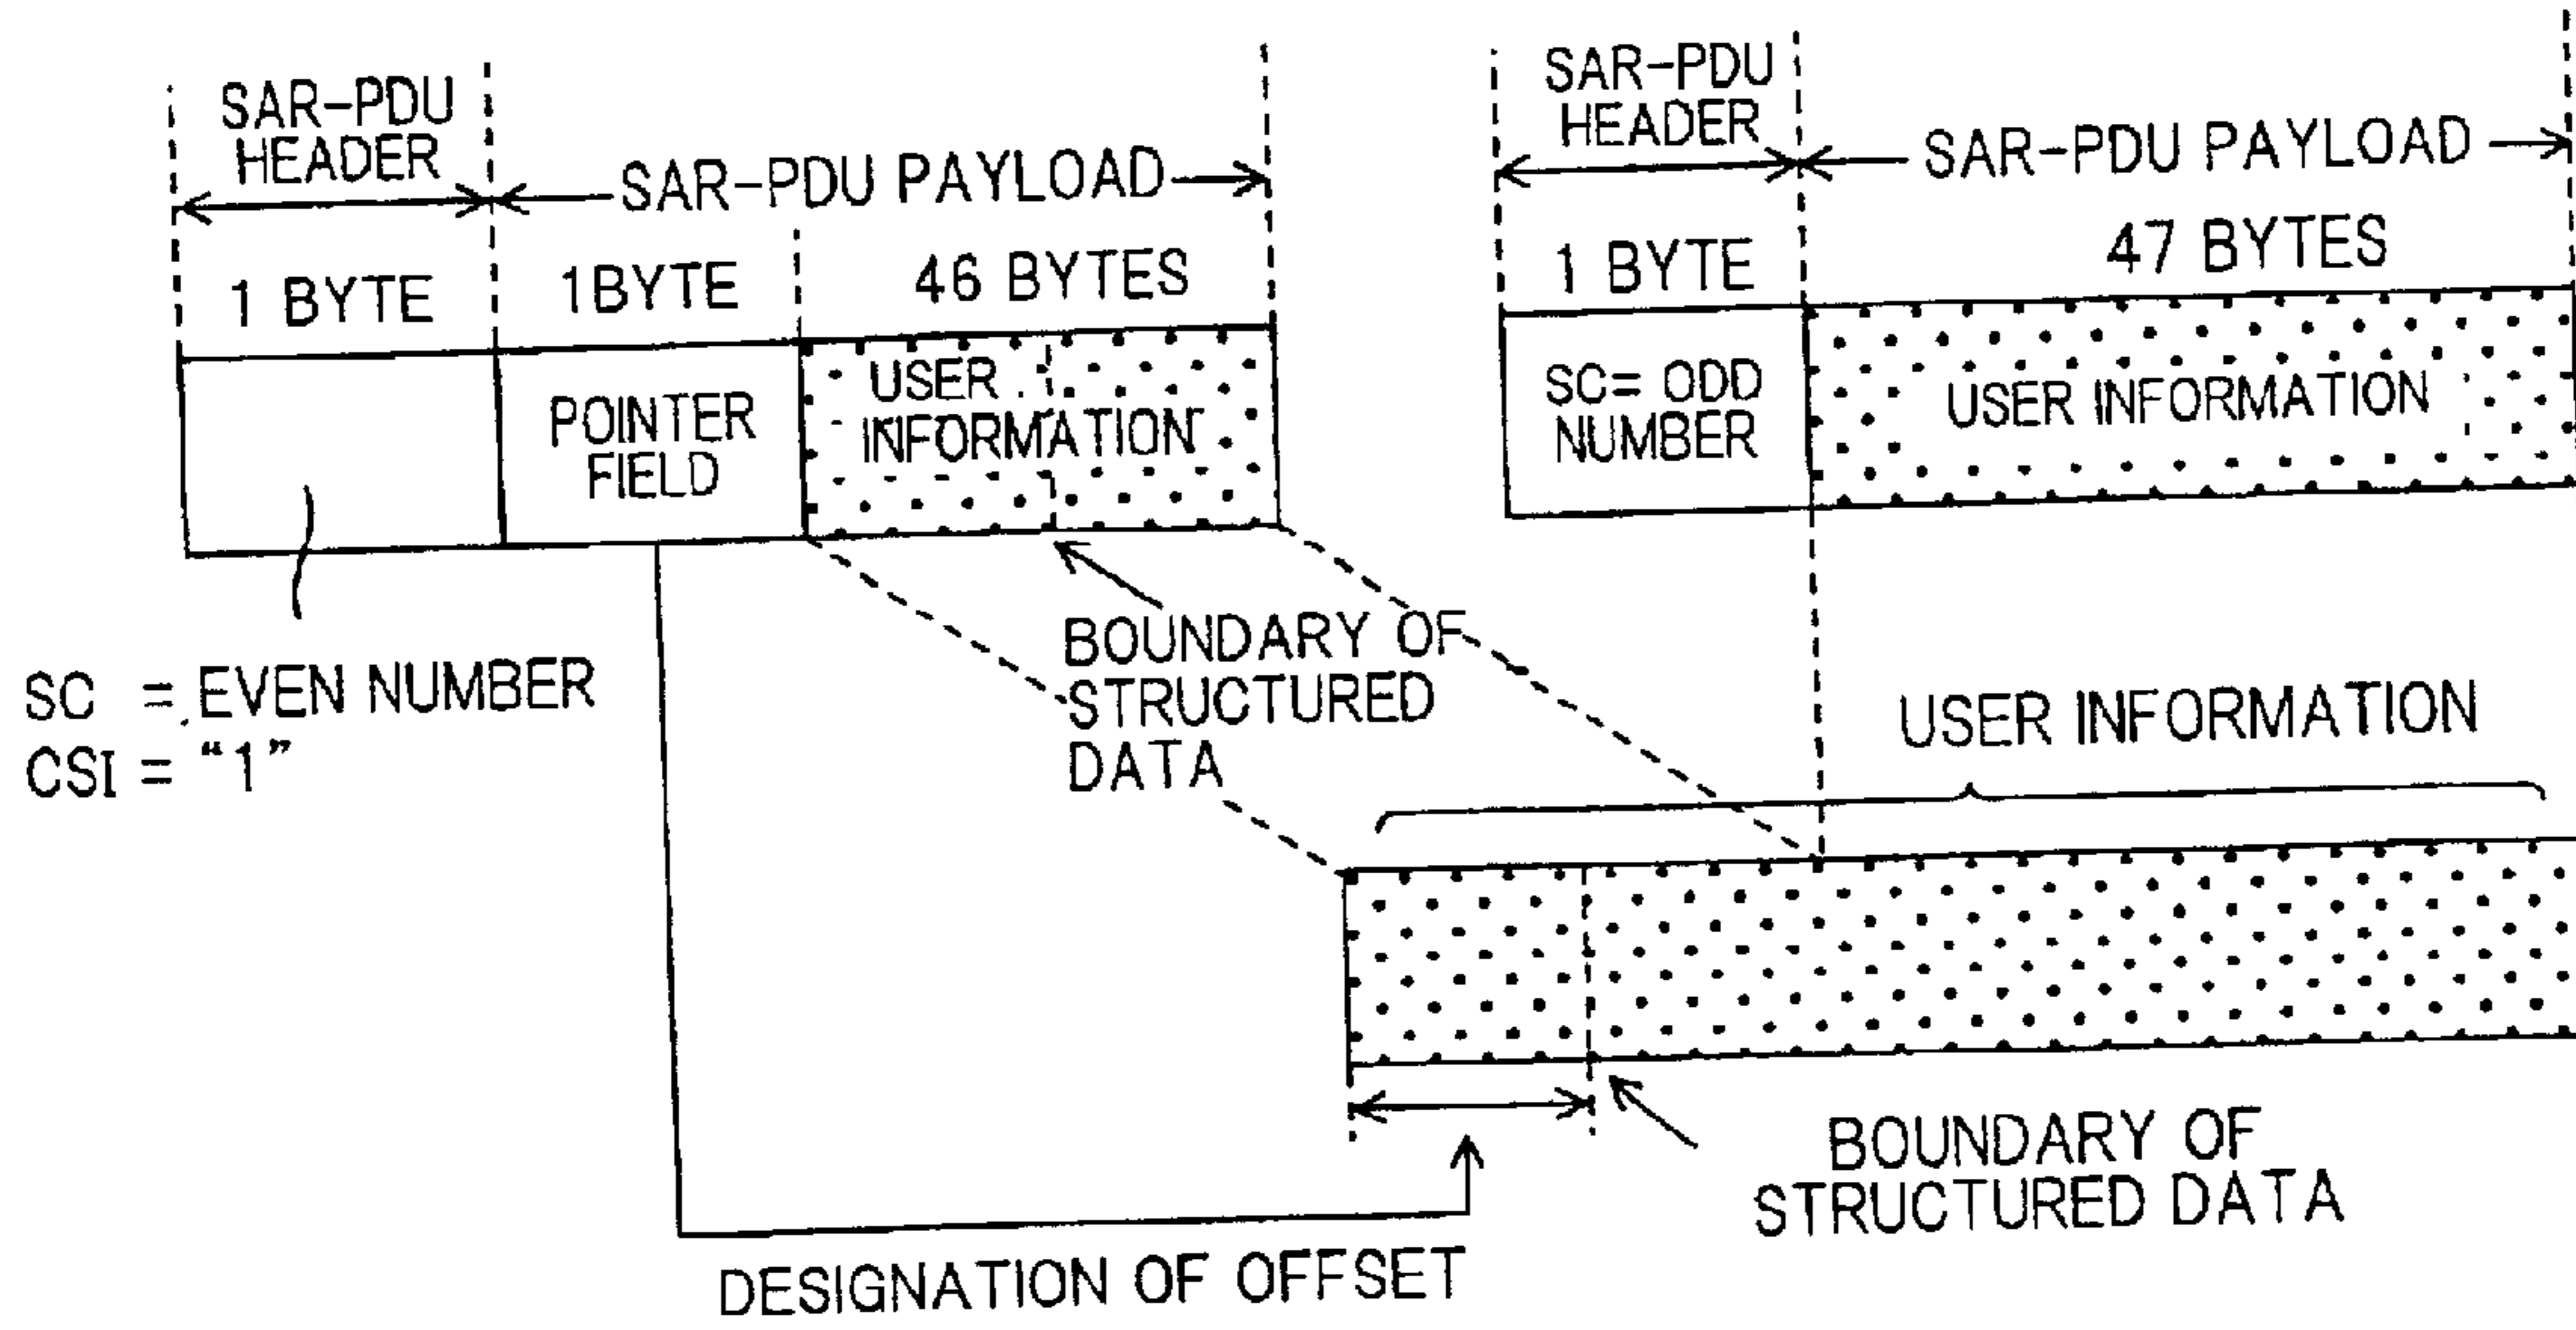 SAR-PDU
HEADER
SAR-PDU PAYLOAD
1 BYTE
1BYTE
46 BYTES
POINTER
FIELD
USER
INFORMATION
SC = EVEN NUMBER
CSI = "1"
BOUNDARY OF
STRUCTURED
DATA
SAR-PDU
HEADER
SAR-PDU PAYLOAD
1 BYTE
47 BYTES
SC= ODD
NUMBER
USER INFORMATION
USER INFORMATION
BOUNDARY OF
STRUCTURED DATA
DESIGNATION OF OFFSET